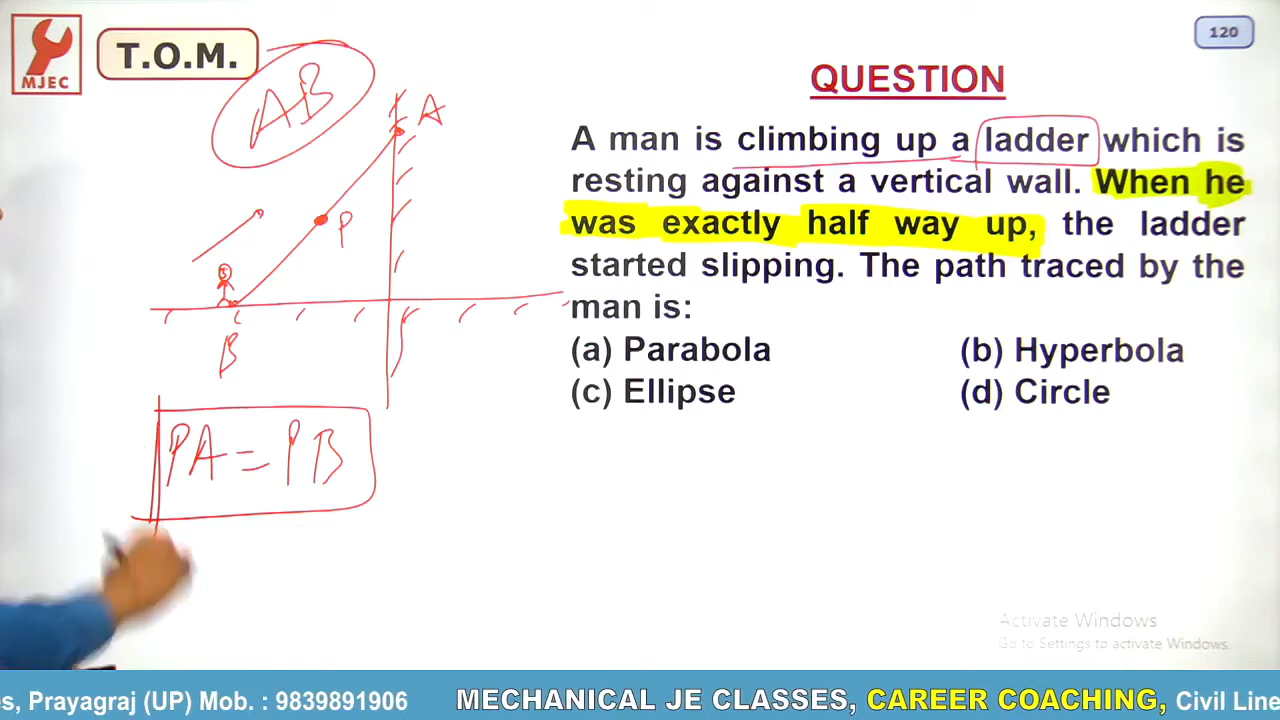 MJEC
T.O.M.
120
AB
A
P
B
PA = PB
QUESTION
A man is climbing up a ladder which is
resting against a vertical wall. When he
was exactly half way up, the ladder
started slipping. The path traced by the
man is:
(a) Parabola (b) Hyperbola
(c) Ellipse (d) Circle
Activate Windows
Go to Settings to activate Windows.
es, Prayagraj (UP) Mob. : 9839891906 MECHANICAL JE CLASSES, CAREER COACHING, Civil Line